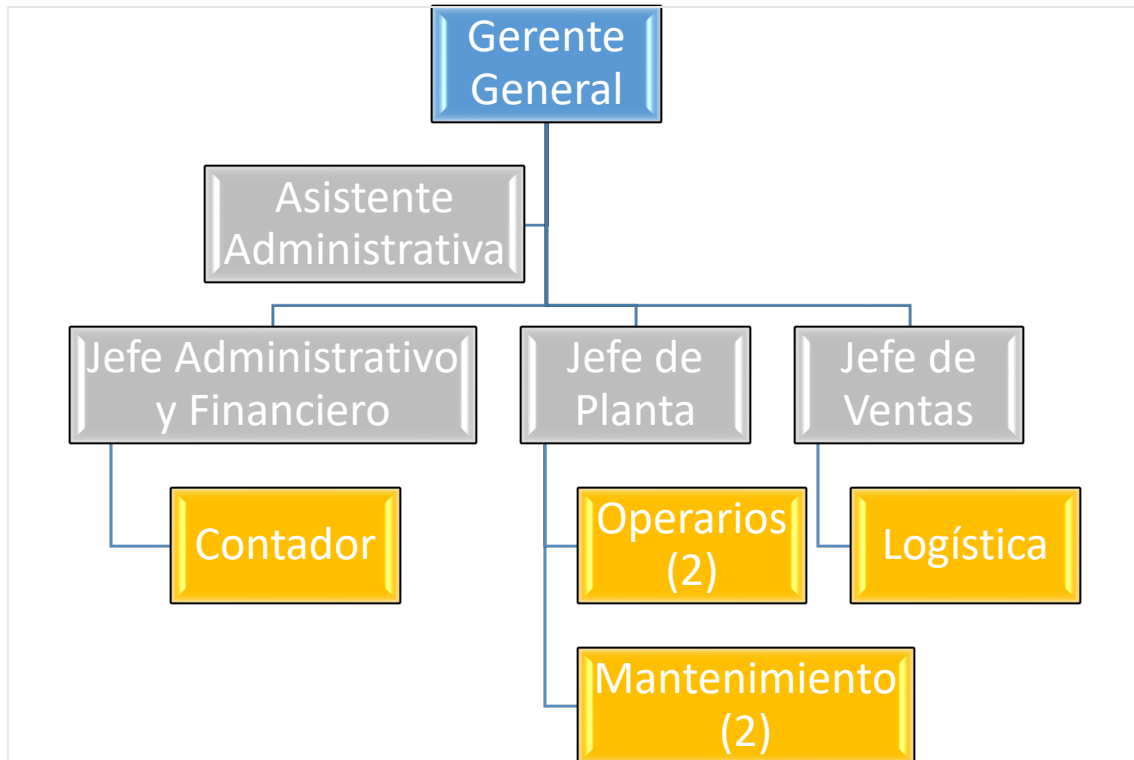 Gerente
General
Asistente
Administrativa
Jefe Administrativo
y Financiero
Jefe de
Planta
Jefe de
Ventas
Contador
Operarios
(2)
Logística
Mantenimiento
(2)